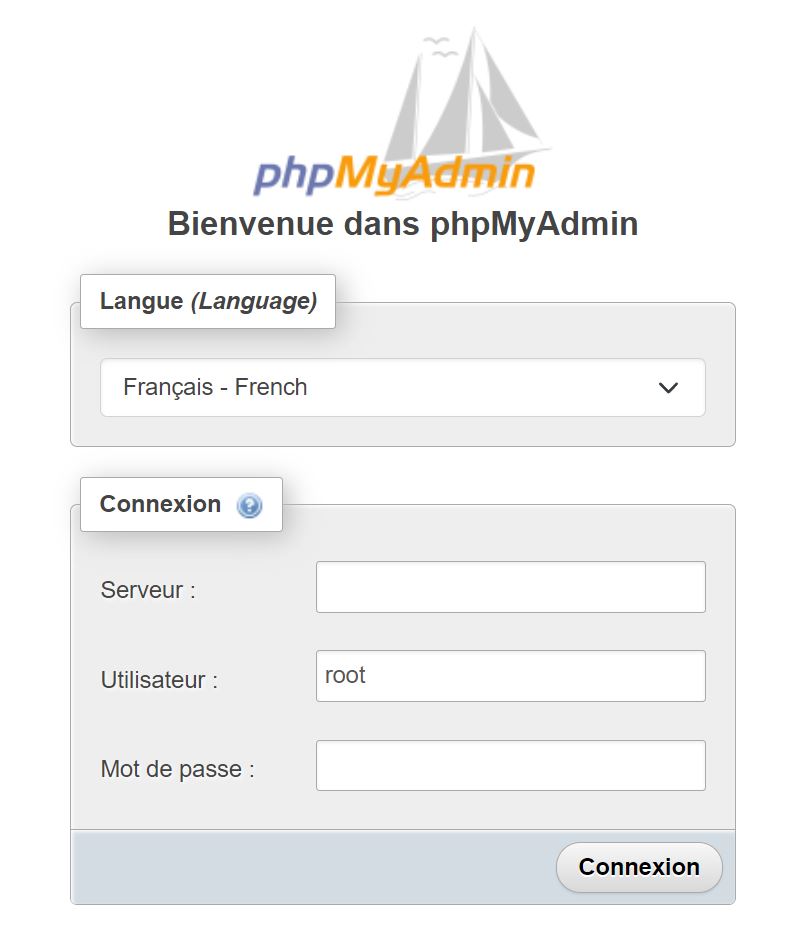 phpMyAdmin
Bienvenue dans phpMyAdmin
Langue (Language)
Français - French
Connexion ?
Serveur :
Utilisateur : root
Mot de passe :
Connexion